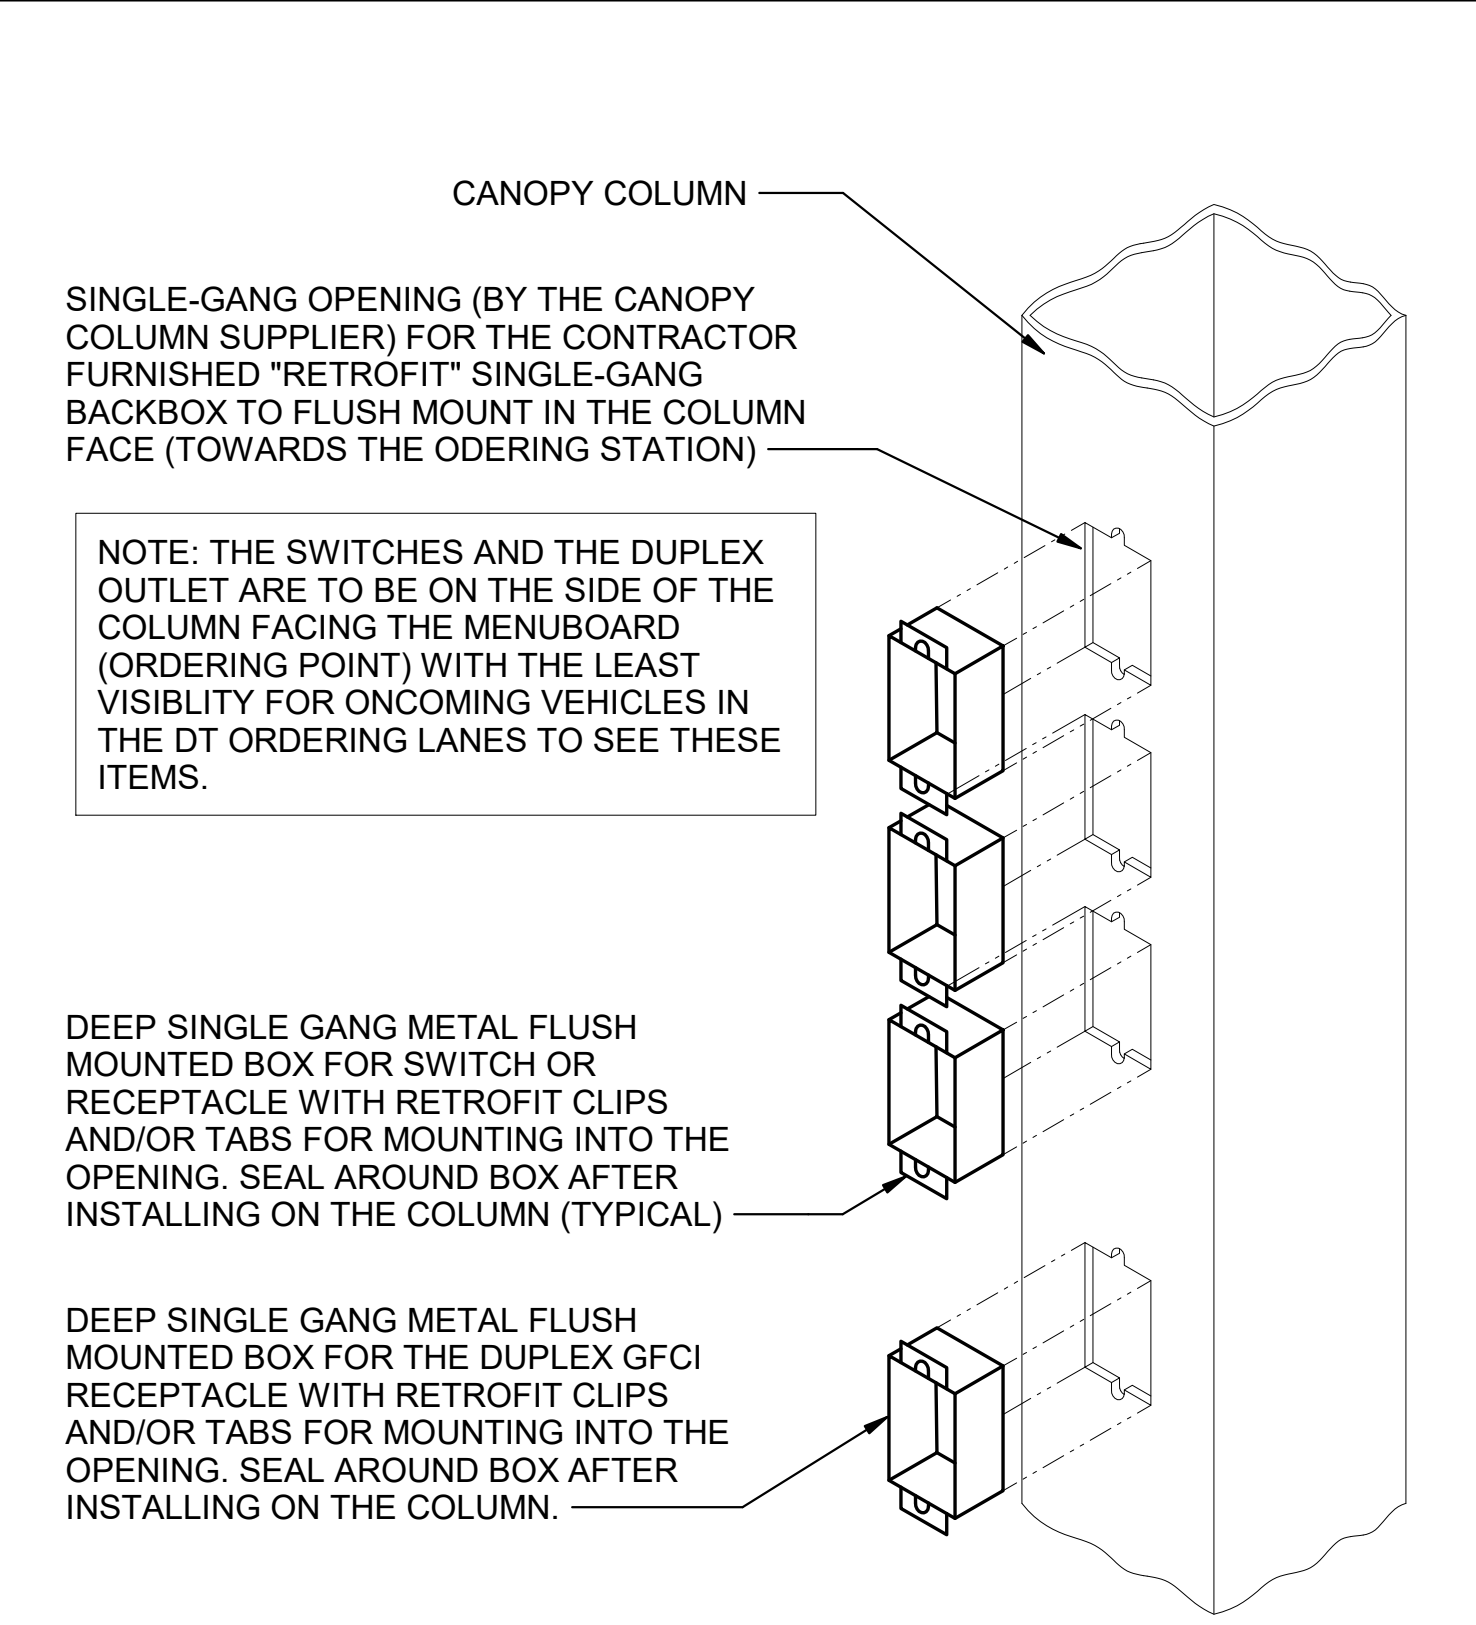 CANOPY COLUMN
SINGLE-GANG OPENING (BY THE CANOPY
COLUMN SUPPLIER) FOR THE CONTRACTOR
FURNISHED "RETROFIT" SINGLE-GANG
BACKBOX TO FLUSH MOUNT IN THE COLUMN
FACE (TOWARDS THE ODERING STATION)
NOTE: THE SWITCHES AND THE DUPLEX
OUTLET ARE TO BE ON THE SIDE OF THE
COLUMN FACING THE MENUBOARD
(ORDERING POINT) WITH THE LEAST
VISIBLITY FOR ONCOMING VEHICLES IN
THE DT ORDERING LANES TO SEE THESE
ITEMS.
DEEP SINGLE GANG METAL FLUSH
MOUNTED BOX FOR SWITCH OR
RECEPTACLE WITH RETROFIT CLIPS
AND/OR TABS FOR MOUNTING INTO THE
OPENING. SEAL AROUND BOX AFTER
INSTALLING ON THE COLUMN (TYPICAL)
DEEP SINGLE GANG METAL FLUSH
MOUNTED BOX FOR THE DUPLEX GFCI
RECEPTACLE WITH RETROFIT CLIPS
AND/OR TABS FOR MOUNTING INTO THE
OPENING. SEAL AROUND BOX AFTER
INSTALLING ON THE COLUMN.